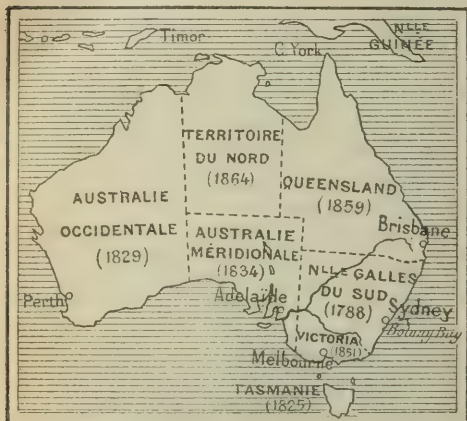 Timor
C. York
Nlle
GUINÉE
TERRITOIRE
DU NORD
(1864)
QUEENSLAND
(1859)
AUSTRALIE
OCCIDENTALE
(1829)
AUSTRALIE
MÉRIDIONALE
(1834)
Brisbane
Nlle GALLES
DU SUD
(1788)
Perth
Adelaïde
Sydney
Botany Bay
VICTORIA
(1851)
Melbourne
TASMANIE
(1825)